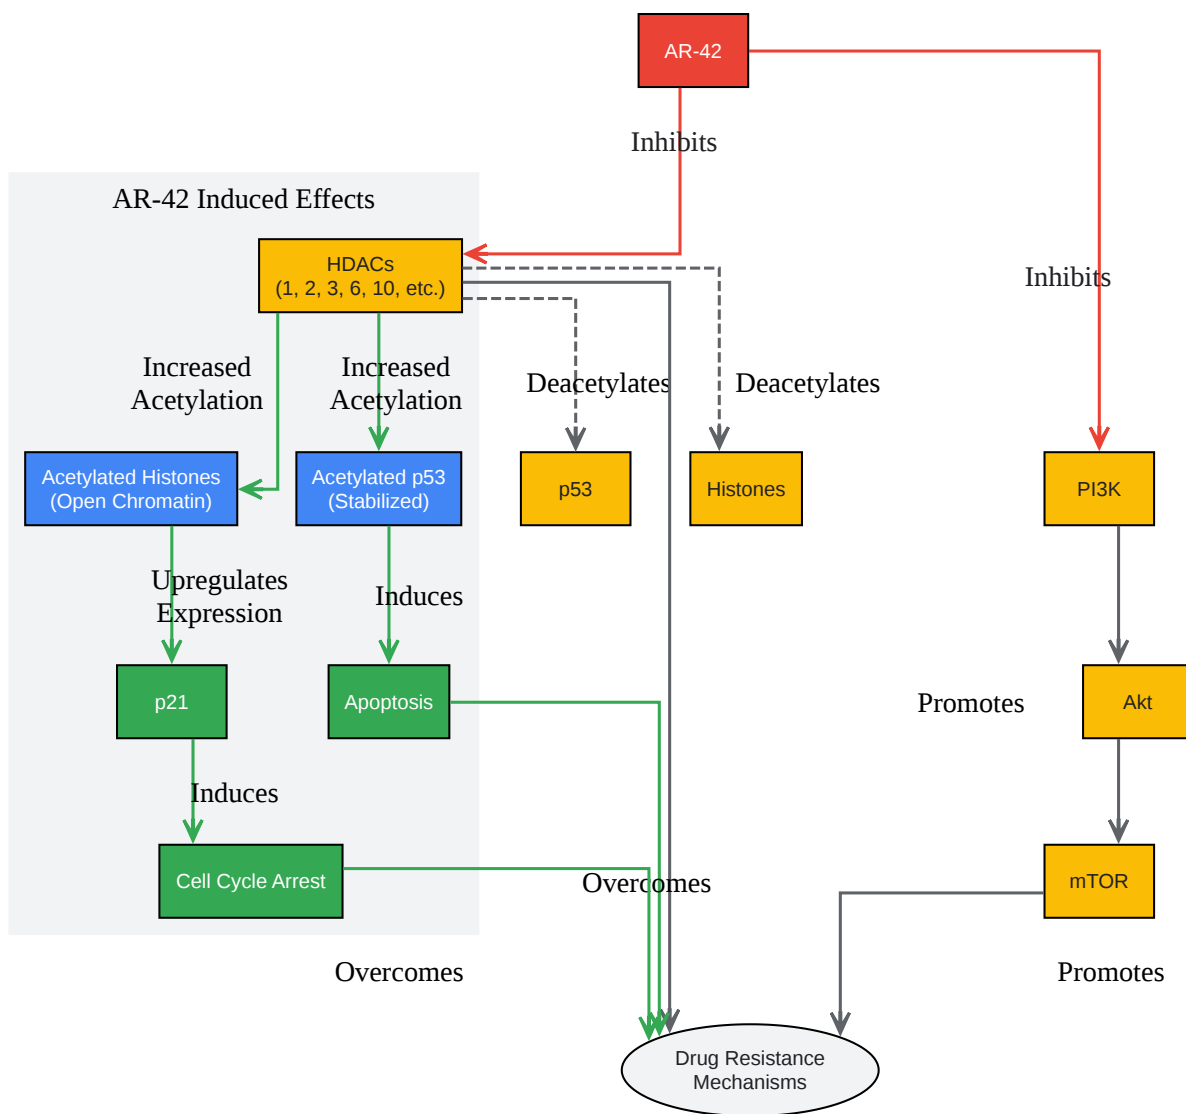 AR-42
Inhibits
AR-42 Induced Effects
HDACs
(1, 2, 3, 6, 10, etc.)
Inhibits
Increased
Acetylation
Increased
Acetylation
Deacetylates
Deacetylates
Acetylated Histones
(Open Chromatin)
Acetylated p53
(Stabilized)
p53
Histones
PI3K
Upregulates
Expression
Induces
p21
Apoptosis
Promotes
Akt
Induces
Cell Cycle Arrest
Overcomes
mTOR
Overcomes
Promotes
Drug Resistance
Mechanisms